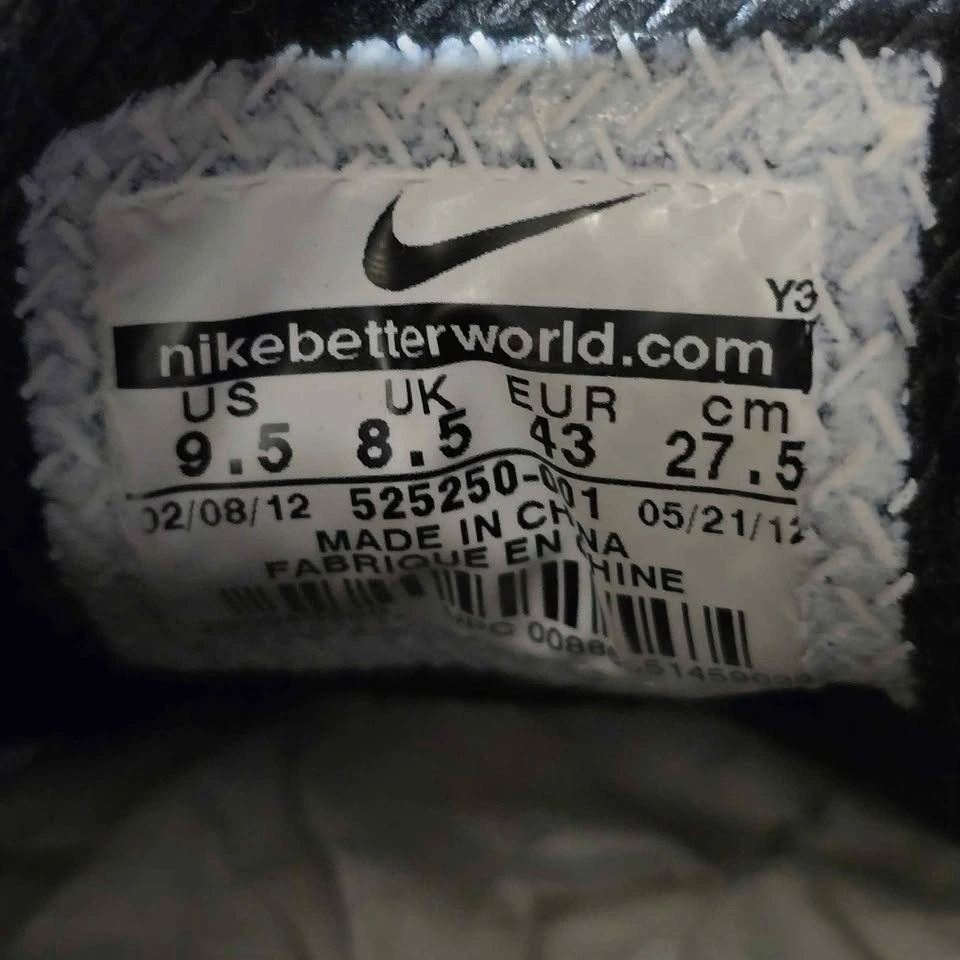 Y3
nikebetterworld.com
US UK EUR cm
9.5 8.5 43 27.5
02/08/12 525250-001 05/21/12
MADE IN CHINA
FABRIQUE EN CHINE